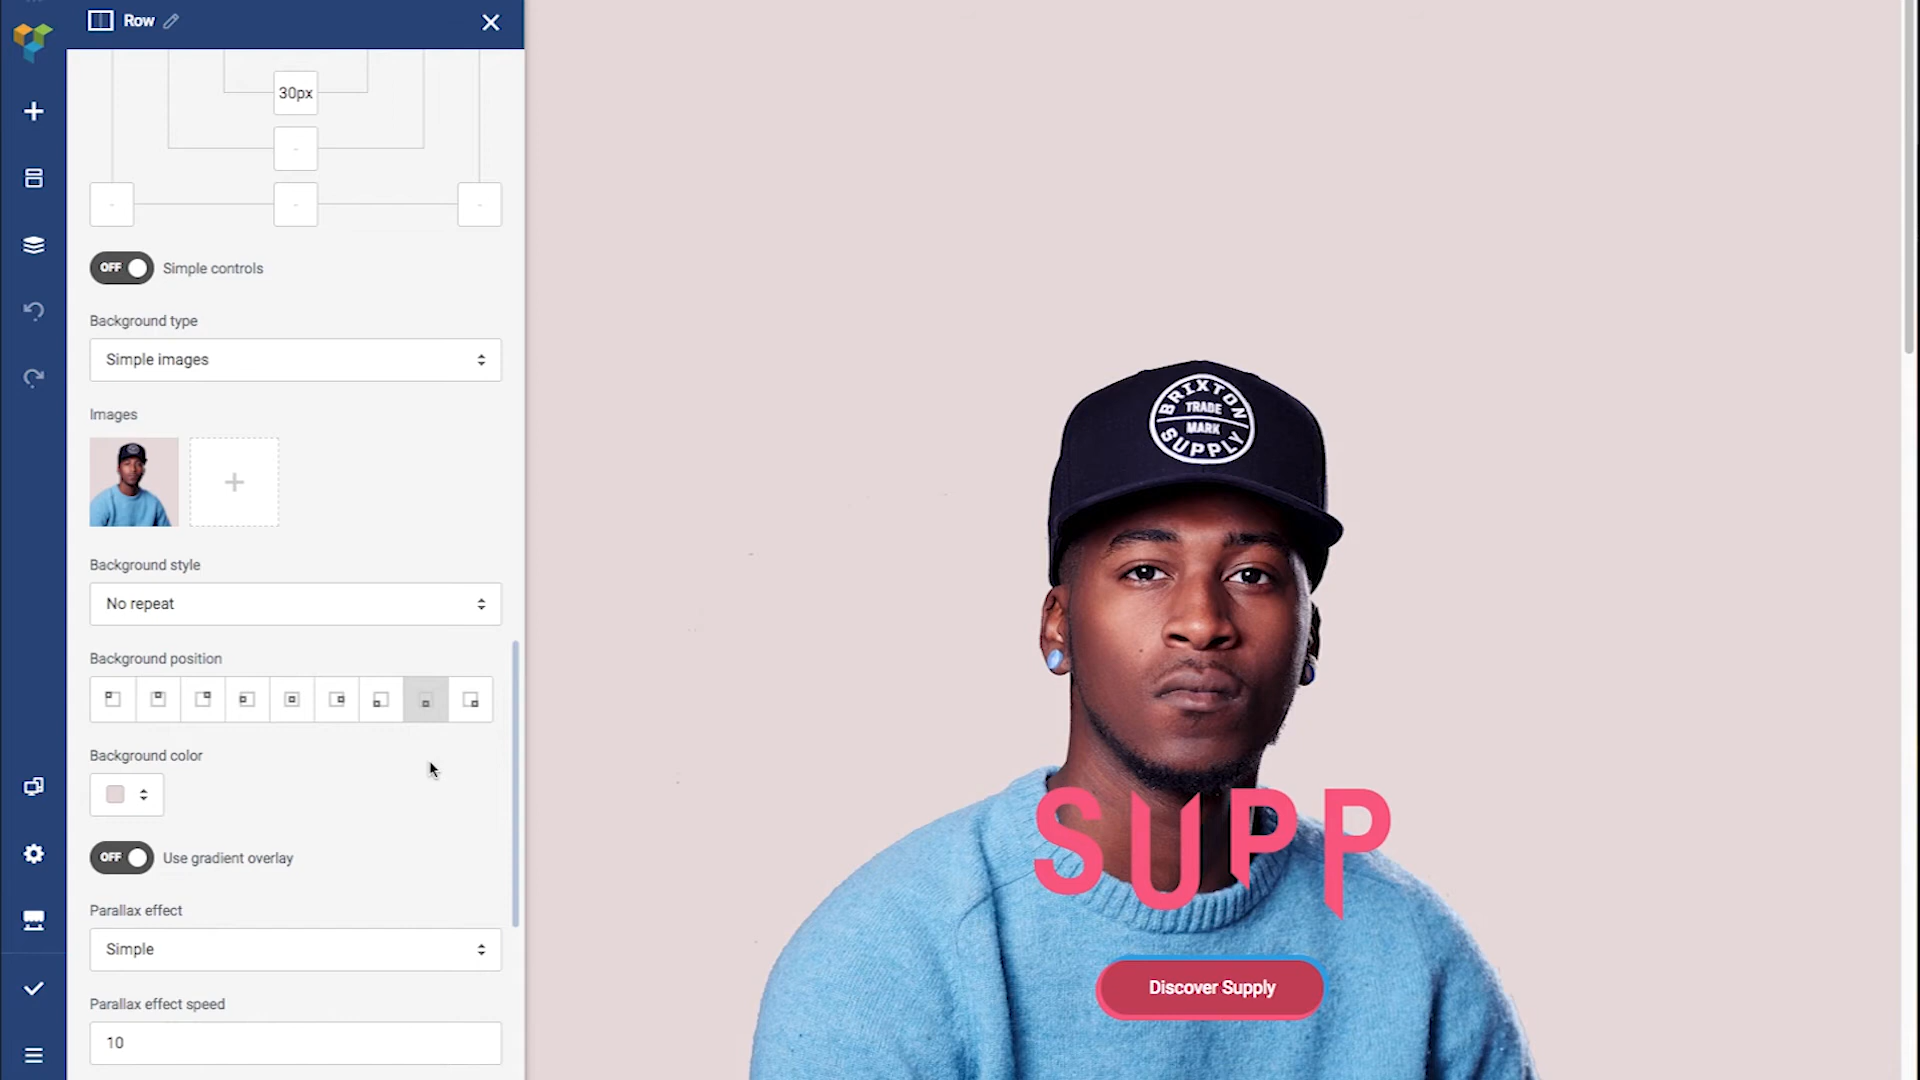 Row
30px
-
-
-
-
OFF
Simple controls
Background type
Simple images
Images
Background style
No repeat
Background position
Background color
OFF
Use gradient overlay
Parallax effect
Simple
Parallax effect speed
10
BRIXTON
TRADE
MARK
SUPPLY
SUPP
Discover Supply